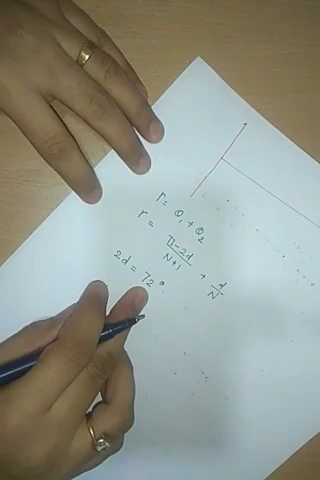 r = θ₁ + θ₂
r = π-2d/N+1 + d/N
2d = 72°.